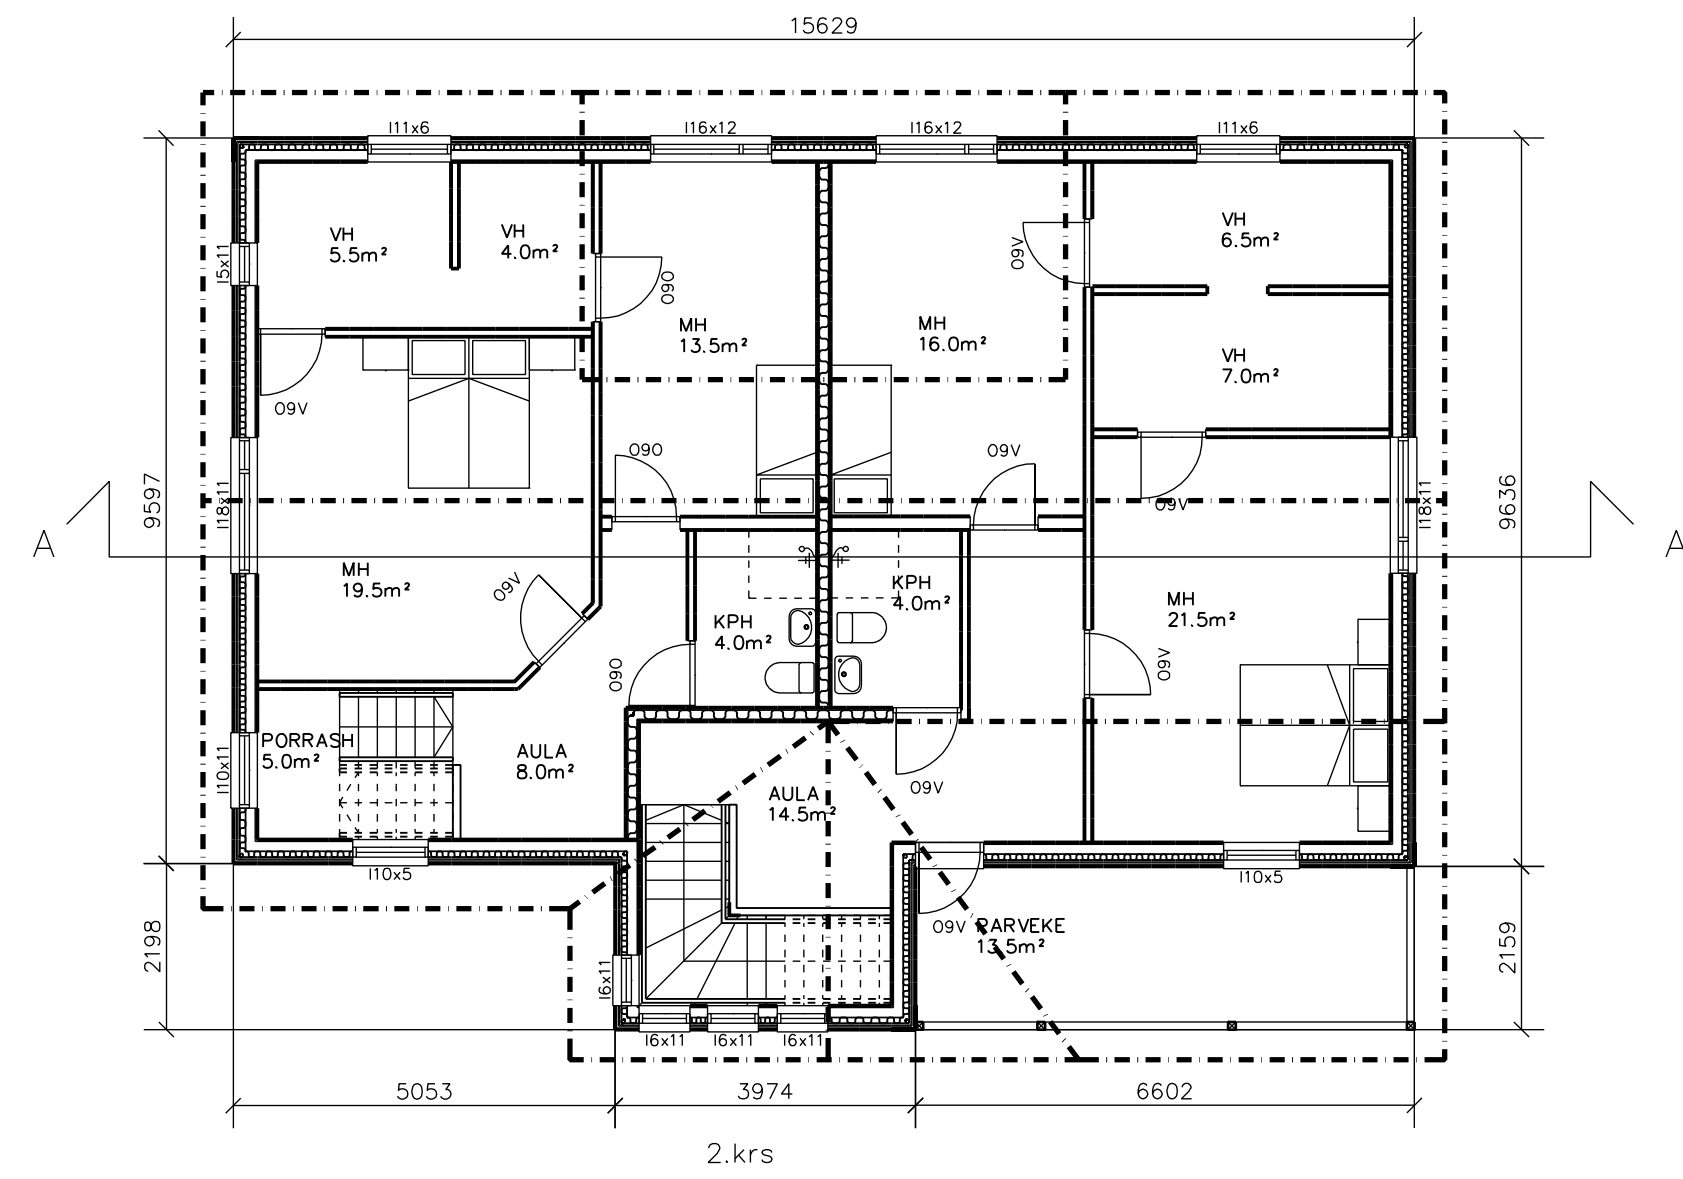 15629
I11x6
I16x12
I16x12
I11x6
VH
5.5m²
VH
4.0m²
VH
6.5m²
I5x11
O9V
O9O
MH
13.5m²
MH
16.0m²
VH
7.0m²
O9V
O9O
O9V
9597
I18x11
O9V
I18x11
9636
A
A
MH
19.5m²
O9V
KPH
4.0m²
KPH
4.0m²
MH
21.5m²
O9O
O9V
PORRASH
5.0m²
I10x11
AULA
8.0m²
O9V
AULA
14.5m²
I10x5
I10x5
O9V
PARVEKE
13.5m²
2198
I6x11
2159
I6x11
I6x11
I6x11
5053
3974
6602
2.krs